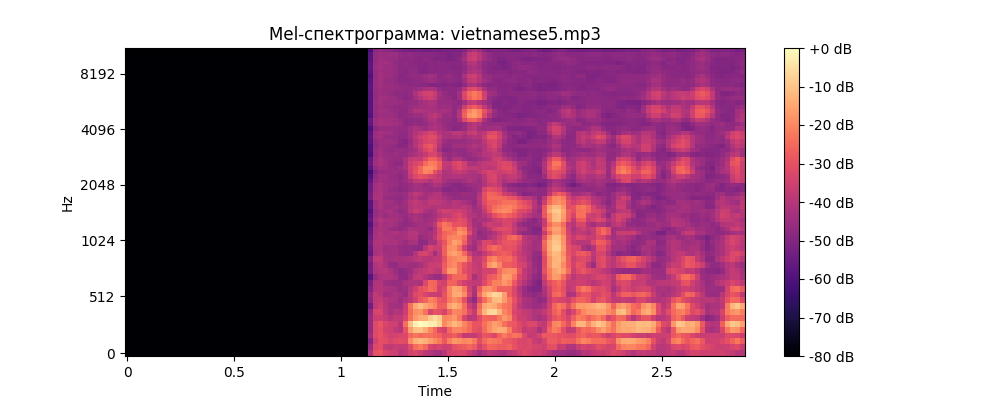 Mel-спектрограмма: vietnamese5.mp3
8192
4096
2048
1024
512
0
Hz
0 0.5 1 1.5 2 2.5
Time
+0 dB
-10 dB
-20 dB
-30 dB
-40 dB
-50 dB
-60 dB
-70 dB
-80 dB